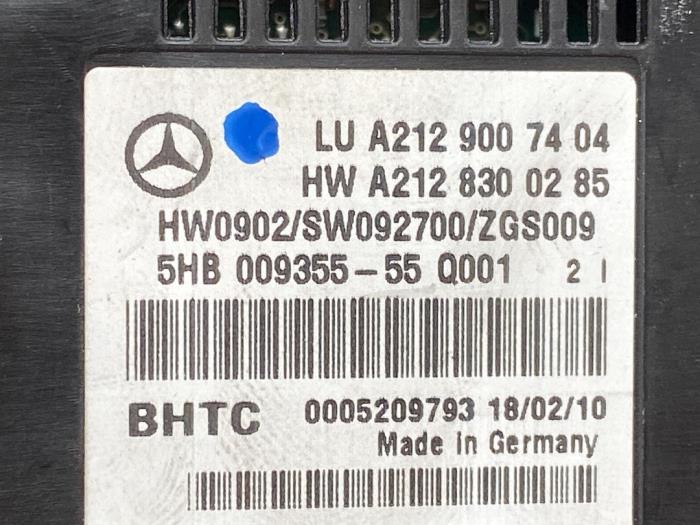 LU A212 900 74 04
HW A212 830 02 85
HW0902/SW092700/ZGS009
5HB 009355-55 Q001 2 I
BHTC 0005209793 18/02/10
Made in Germany